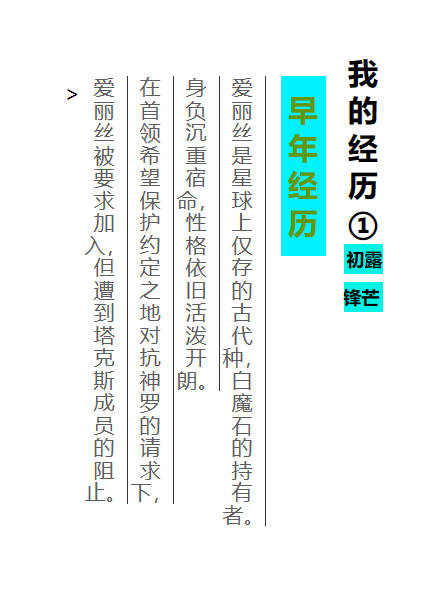 我的经历①
初露
锋芒
早年经历
爱丽丝是星球上仅存的古代种，白魔石的持有者。
身负沉重宿命，性格依旧活泼开朗。
在首领希望保护约定之地对抗神罗的请求下，
爱丽丝被要求加入，但遭到塔克斯成员的阻止。
>